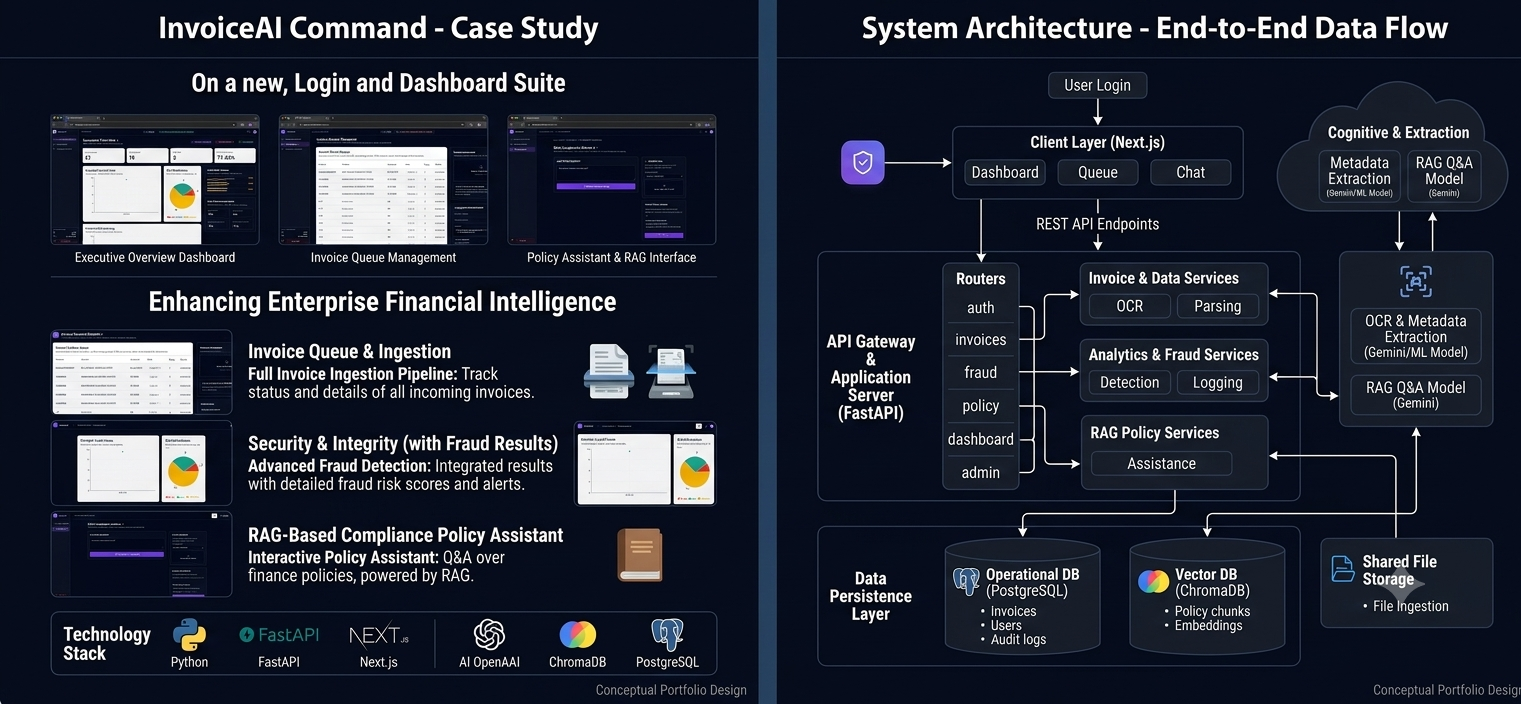 InvoiceAI Command - Case Study
On a new, Login and Dashboard Suite
Executive Overview Dashboard
Invoice Queue Management
Policy Assistant & RAG Interface
Enhancing Enterprise Financial Intelligence
Invoice Queue & Ingestion
Full Invoice Ingestion Pipeline: Track
status and details of all incoming invoices.
Security & Integrity (with Fraud Results)
Advanced Fraud Detection: Integrated results
with detailed fraud risk scores and alerts.
RAG-Based Compliance Policy Assistant
Interactive Policy Assistant: Q&A over
finance policies, powered by RAG.
Technology
Stack
Python
FastAPI
FastAPI
NEXT.JS
Next.js
AI OpenAAI
ChromaDB
PostgreSQL
Conceptual Portfolio Design
System Architecture - End-to-End Data Flow
User Login
Client Layer (Next.js)
Dashboard
Queue
Chat
REST API Endpoints
Cognitive & Extraction
Metadata
Extraction
(Gemini/ML Model)
RAG Q&A
Model
(Gemini)
API Gateway
&
Application
Server
(FastAPI)
Routers
auth
invoices
fraud
policy
dashboard
admin
Invoice & Data Services
OCR
Parsing
Analytics & Fraud Services
Detection
Logging
RAG Policy Services
Assistance
OCR & Metadata
Extraction
(Gemini/ML Model)
RAG Q&A Model
(Gemini)
Data
Persistence
Layer
Operational DB
(PostgreSQL)
• Invoices
• Users
• Audit logs
Vector DB
(ChromaDB)
• Policy chunks
• Embeddings
Shared File
Storage
• File Ingestion
Conceptual Portfolio Design